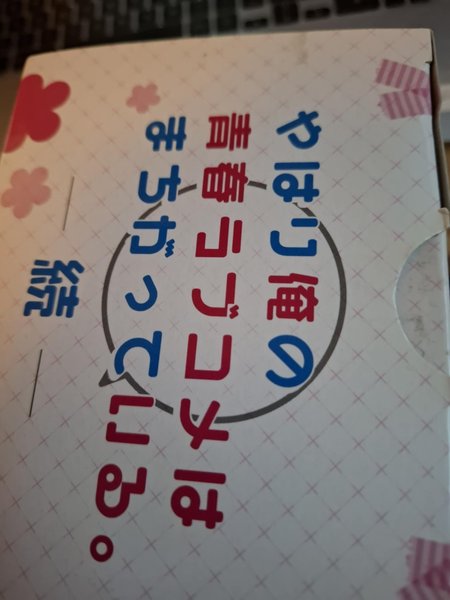 やはり俺の
青春ラブコメは
まちがっている。
続